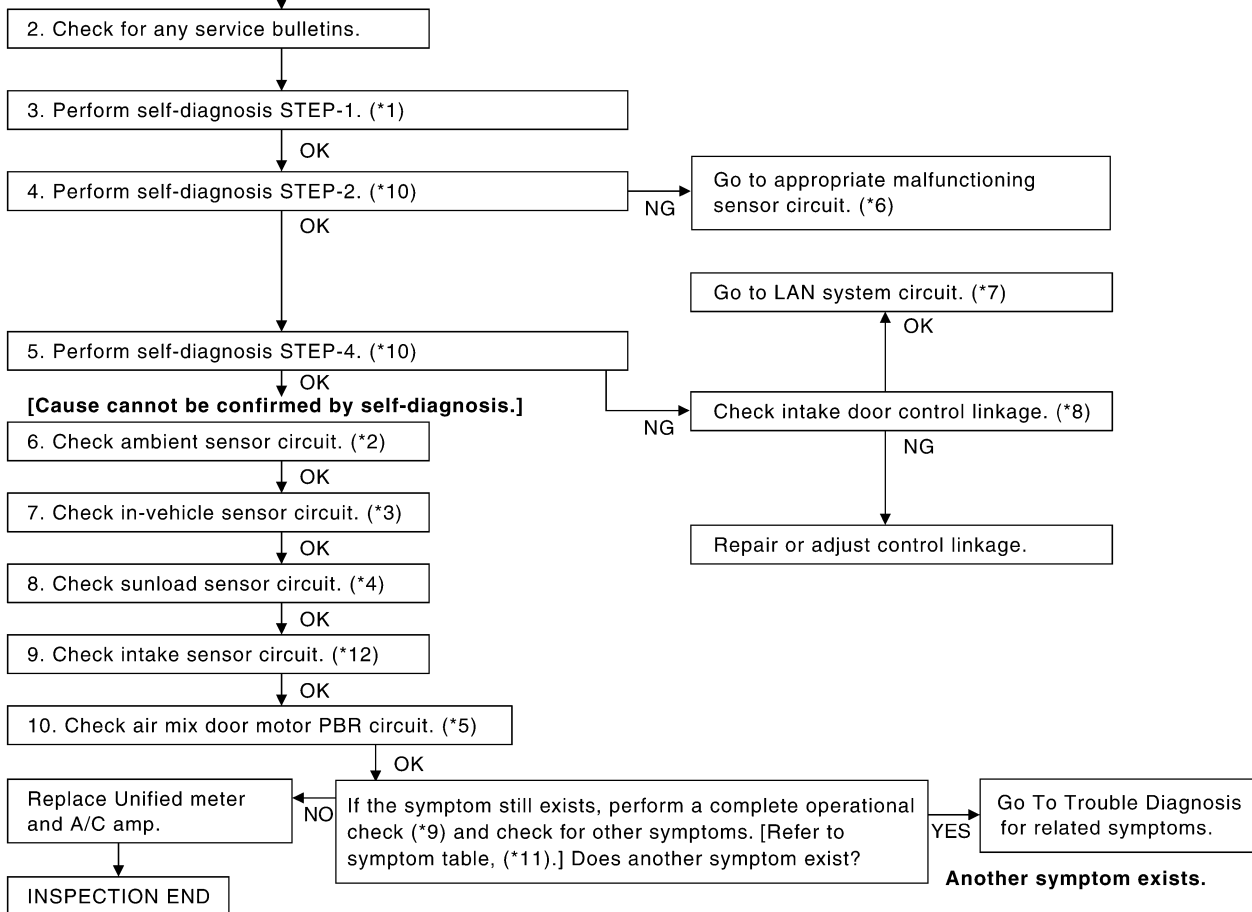 2. Check for any service bulletins.
3. Perform self-diagnosis STEP-1. (*1)
OK
4. Perform self-diagnosis STEP-2. (*10)
NG
Go to appropriate malfunctioning
sensor circuit. (*6)
OK
Go to LAN system circuit. (*7)
OK
5. Perform self-diagnosis STEP-4. (*10)
OK
[Cause cannot be confirmed by self-diagnosis.]
NG
Check intake door control linkage. (*8)
NG
Repair or adjust control linkage.
6. Check ambient sensor circuit. (*2)
OK
7. Check in-vehicle sensor circuit. (*3)
OK
8. Check sunload sensor circuit. (*4)
OK
9. Check intake sensor circuit. (*12)
OK
10. Check air mix door motor PBR circuit. (*5)
OK
If the symptom still exists, perform a complete operational
check (*9) and check for other symptoms. [Refer to
symptom table, (*11).] Does another symptom exist?
NO
Replace Unified meter
and A/C amp.
INSPECTION END
YES
Go To Trouble Diagnosis
for related symptoms.
Another symptom exists.